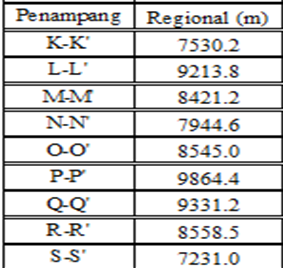 Penampang Regional (m)
K-K' 7530.2
L-L' 9213.8
M-M' 8421.2
N-N' 7944.6
O-O' 8545.0
P-P' 9864.4
Q-Q' 9331.2
R-R' 8558.5
S-S' 7231.0